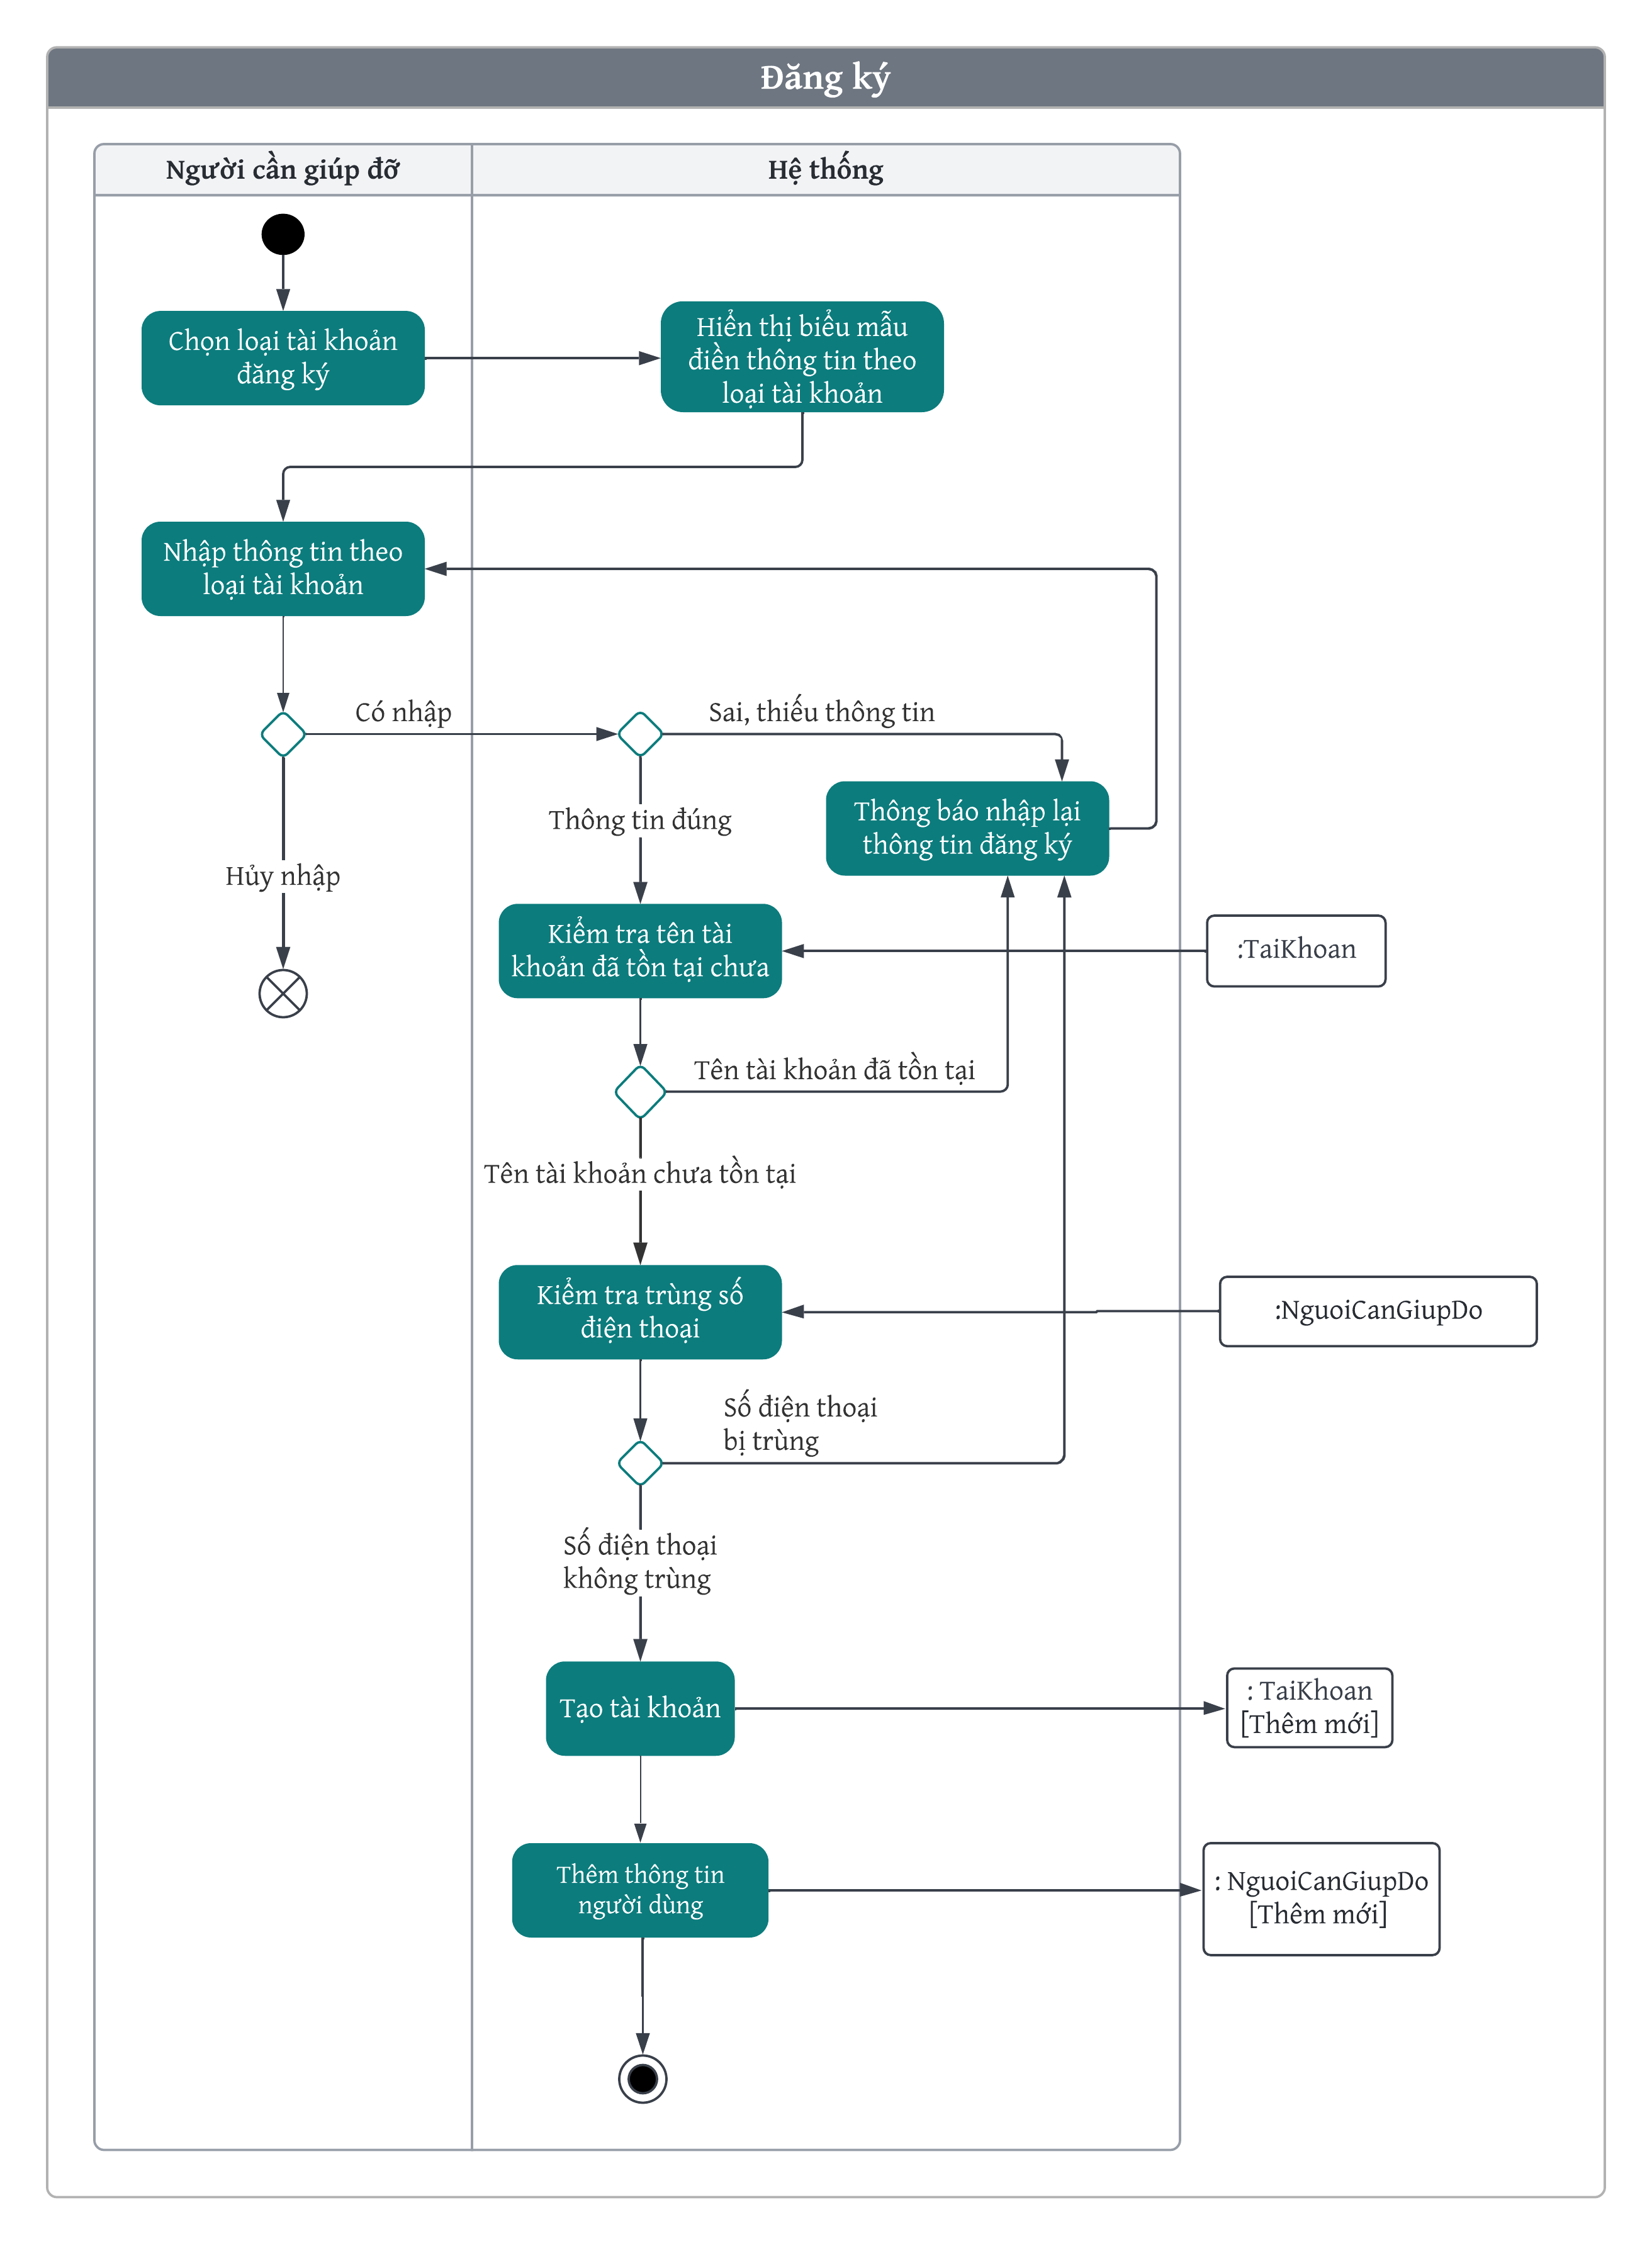 Đăng ký
Người cần giúp đỡ
Hệ thống
Chọn loại tài khoản
đăng ký
Hiển thị biểu mẫu
điền thông tin theo
loại tài khoản
Nhập thông tin theo
loại tài khoản
Có nhập
Sai, thiếu thông tin
Thông tin đúng
Thông báo nhập lại
thông tin đăng ký
Hủy nhập
Kiểm tra tên tài
khoản đã tồn tại chưa
:TaiKhoan
Tên tài khoản đã tồn tại
Tên tài khoản chưa tồn tại
Kiểm tra trùng số
điện thoại
:NguoiCanGiupDo
Số điện thoại
bị trùng
Số điện thoại
không trùng
Tạo tài khoản
: TaiKhoan
[Thêm mới]
Thêm thông tin
người dùng
: NguoiCanGiupDo
[Thêm mới]